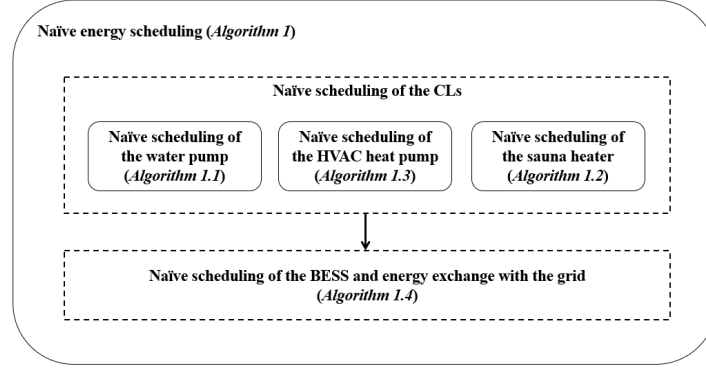 Naïve energy scheduling (Algorithm 1)
Naïve scheduling of the CLs
Naïve scheduling of
the water pump
(Algorithm 1.1)
Naïve scheduling of
the HVAC heat pump
(Algorithm 1.3)
Naïve scheduling of
the sauna heater
(Algorithm 1.2)
Naïve scheduling of the BESS and energy exchange with the grid
(Algorithm 1.4)